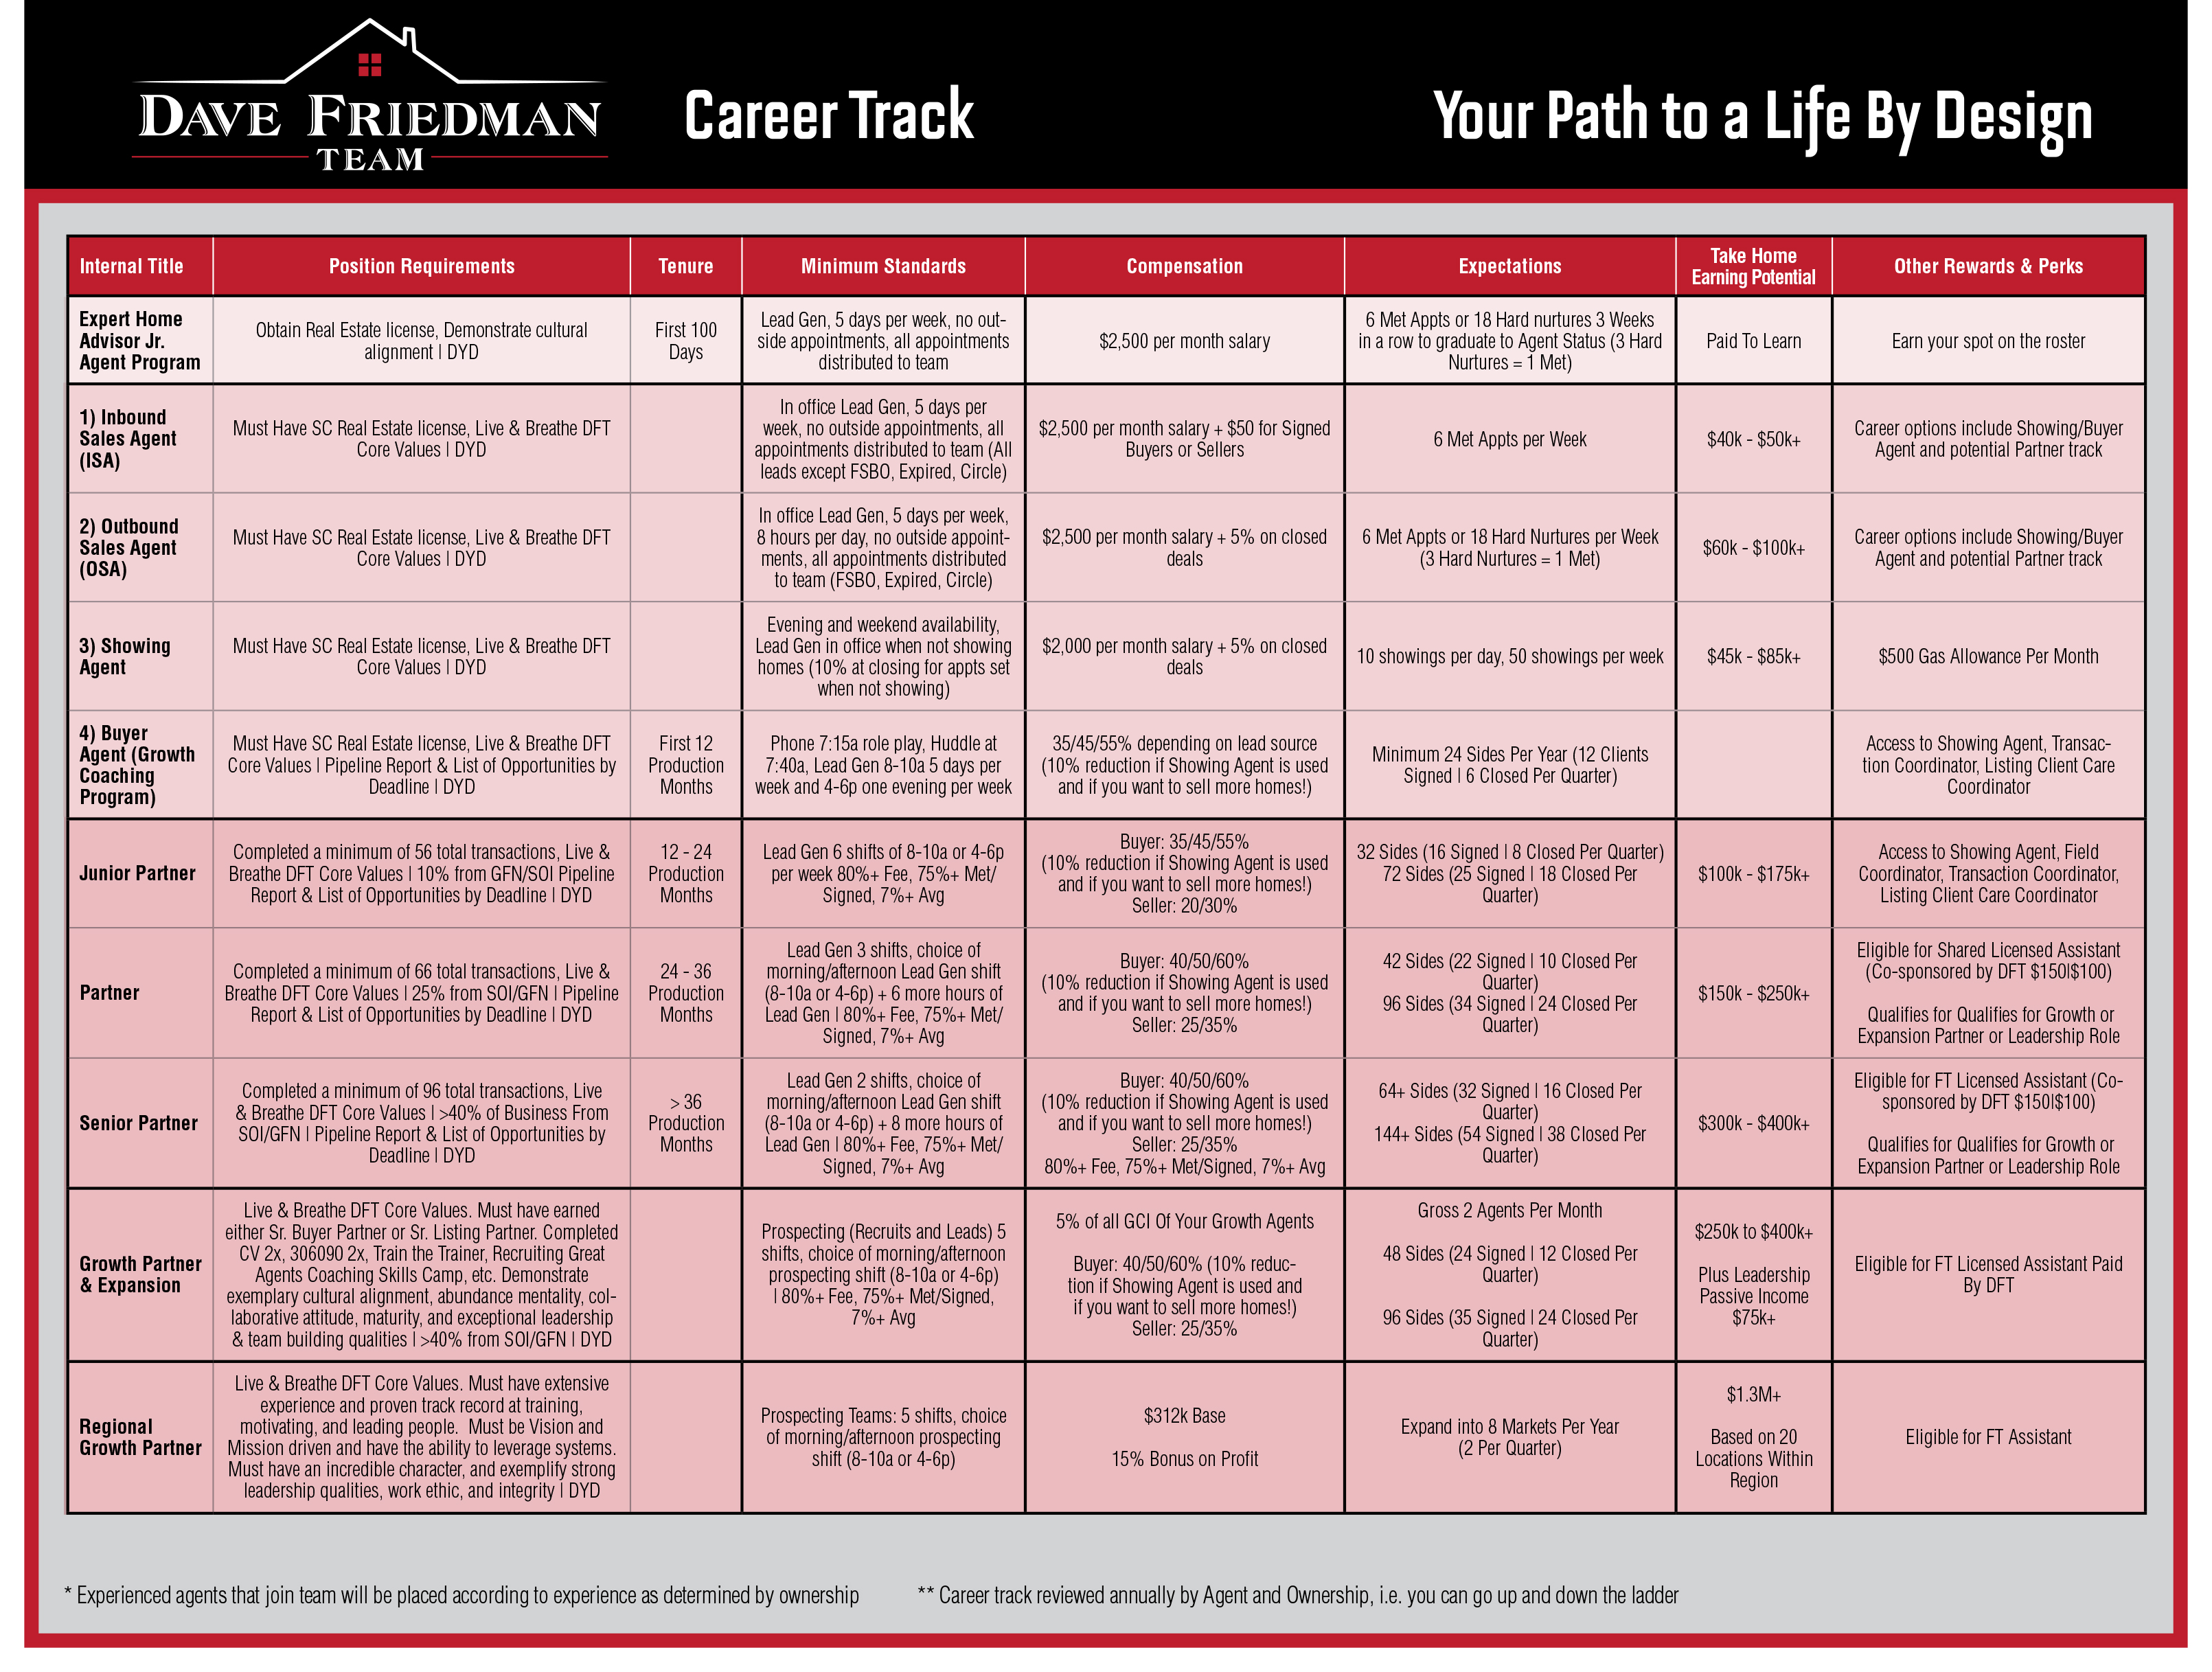 DAVE FRIEDMAN
TEAM
Career Track
Your Path to a Life By Design
Internal Title
Position Requirements
Tenure
Minimum Standards
Compensation
Expectations
Take Home
Earning Potential
Other Rewards & Perks
Expert Home
Advisor Jr.
Agent Program
Obtain Real Estate license, Demonstrate cultural
alignment | DYD
First 100
Days
Lead Gen, 5 days per week, no out-
side appointments, all appointments
distributed to team
$2,500 per month salary
6 Met Appts or 18 Hard nurtures 3 Weeks
in a row to graduate to Agent Status (3 Hard
Nurtures = 1 Met)
Paid To Learn
Earn your spot on the roster
1) Inbound
Sales Agent
(ISA)
Must Have SC Real Estate license, Live & Breathe DFT
Core Values | DYD
In office Lead Gen, 5 days per
week, no outside appointments, all
appointments distributed to team (All
leads except FSBO, Expired, Circle)
$2,500 per month salary + $50 for Signed
Buyers or Sellers
6 Met Appts per Week
$40k - $50k+
Career options include Showing/Buyer
Agent and potential Partner track
2) Outbound
Sales Agent
(OSA)
Must Have SC Real Estate license, Live & Breathe DFT
Core Values | DYD
In office Lead Gen, 5 days per week,
8 hours per day, no outside appoint-
ments, all appointments distributed
to team (FSBO, Expired, Circle)
$2,500 per month salary + 5% on closed
deals
6 Met Appts or 18 Hard Nurtures per Week
(3 Hard Nurtures = 1 Met)
$60k - $100k+
Career options include Showing/Buyer
Agent and potential Partner track
3) Showing
Agent
Must Have SC Real Estate license, Live & Breathe DFT
Core Values | DYD
Evening and weekend availability,
Lead Gen in office when not showing
homes (10% at closing for appts set
when not showing)
$2,000 per month salary + 5% on closed
deals
10 showings per day, 50 showings per week
$45k - $85k+
$500 Gas Allowance Per Month
4) Buyer
Agent (Growth
Coaching
Program)
Must Have SC Real Estate license, Live & Breathe DFT
Core Values | Pipeline Report & List of Opportunities by
Deadline | DYD
First 12
Production
Months
Phone 7:15a role play, Huddle at
7:40a, Lead Gen 8-10a 5 days per
week and 4-6p one evening per week
35/45/55% depending on lead source
(10% reduction if Showing Agent is used
and if you want to sell more homes!)
Minimum 24 Sides Per Year (12 Clients
Signed | 6 Closed Per Quarter)
Access to Showing Agent, Transac-
tion Coordinator, Listing Client Care
Coordinator
Junior Partner
Completed a minimum of 56 total transactions, Live &
Breathe DFT Core Values | 10% from GFN/SOI Pipeline
Report & List of Opportunities by Deadline | DYD
12 - 24
Production
Months
Lead Gen 6 shifts of 8-10a or 4-6p
per week 80%+ Fee, 75%+ Met/
Signed, 7%+ Avg
Buyer: 35/45/55%
(10% reduction if Showing Agent is used
and if you want to sell more homes!)
Seller: 20/30%
32 Sides (16 Signed | 8 Closed Per Quarter)
72 Sides (25 Signed | 18 Closed Per
Quarter)
$100k - $175k+
Access to Showing Agent, Field
Coordinator, Transaction Coordinator,
Listing Client Care Coordinator
Partner
Completed a minimum of 66 total transactions, Live &
Breathe DFT Core Values | 25% from SOI/GFN | Pipeline
Report & List of Opportunities by Deadline | DYD
24 - 36
Production
Months
Lead Gen 3 shifts, choice of
morning/afternoon Lead Gen shift
(8-10a or 4-6p) + 6 more hours of
Lead Gen | 80%+ Fee, 75%+ Met/
Signed, 7%+ Avg
Buyer: 40/50/60%
(10% reduction if Showing Agent is used
and if you want to sell more homes!)
Seller: 25/35%
42 Sides (22 Signed | 10 Closed Per
Quarter)
96 Sides (34 Signed | 24 Closed Per
Quarter)
$150k - $250k+
Eligible for Shared Licensed Assistant
(Co-sponsored by DFT $150|$100)
Qualifies for Qualifies for Growth or
Expansion Partner or Leadership Role
Senior Partner
Completed a minimum of 96 total transactions, Live
& Breathe DFT Core Values | >40% of Business From
SOI/GFN | Pipeline Report & List of Opportunities by
Deadline | DYD
> 36
Production
Months
Lead Gen 2 shifts, choice of
morning/afternoon Lead Gen shift
(8-10a or 4-6p) + 8 more hours of
Lead Gen | 80%+ Fee, 75%+ Met/
Signed, 7%+ Avg
Buyer: 40/50/60%
(10% reduction if Showing Agent is used
and if you want to sell more homes!)
Seller: 25/35%
80%+ Fee, 75%+ Met/Signed, 7%+ Avg
64+ Sides (32 Signed | 16 Closed Per
Quarter)
144+ Sides (54 Signed | 38 Closed Per
Quarter)
$300k - $400k+
Eligible for FT Licensed Assistant (Co-
sponsored by DFT $150|$100)
Qualifies for Qualifies for Growth or
Expansion Partner or Leadership Role
Growth Partner
& Expansion
Live & Breathe DFT Core Values. Must have earned
either Sr. Buyer Partner or Sr. Listing Partner. Completed
CV 2x, 306090 2x, Train the Trainer, Recruiting Great
Agents Coaching Skills Camp, etc. Demonstrate
exemplary cultural alignment, abundance mentality, col-
laborative attitude, maturity, and exceptional leadership
& team building qualities | >40% from SOI/GFN | DYD
Prospecting (Recruits and Leads) 5
shifts, choice of morning/afternoon
prospecting shift (8-10a or 4-6p)
| 80%+ Fee, 75%+ Met/Signed,
7%+ Avg
5% of all GCI Of Your Growth Agents
Buyer: 40/50/60% (10% reduc-
tion if Showing Agent is used and
if you want to sell more homes!)
Seller: 25/35%
Gross 2 Agents Per Month
48 Sides (24 Signed | 12 Closed Per
Quarter)
96 Sides (35 Signed | 24 Closed Per
Quarter)
$250k to $400k+
Plus Leadership
Passive Income
$75k+
Eligible for FT Licensed Assistant Paid
By DFT
Regional
Growth Partner
Live & Breathe DFT Core Values. Must have extensive
experience and proven track record at training,
motivating, and leading people. Must be Vision and
Mission driven and have the ability to leverage systems.
Must have an incredible character, and exemplify strong
leadership qualities, work ethic, and integrity | DYD
Prospecting Teams: 5 shifts, choice
of morning/afternoon prospecting
shift (8-10a or 4-6p)
$312k Base
15% Bonus on Profit
Expand into 8 Markets Per Year
(2 Per Quarter)
$1.3M+
Based on 20
Locations Within
Region
Eligible for FT Assistant
* Experienced agents that join team will be placed according to experience as determined by ownership
** Career track reviewed annually by Agent and Ownership, i.e. you can go up and down the ladder